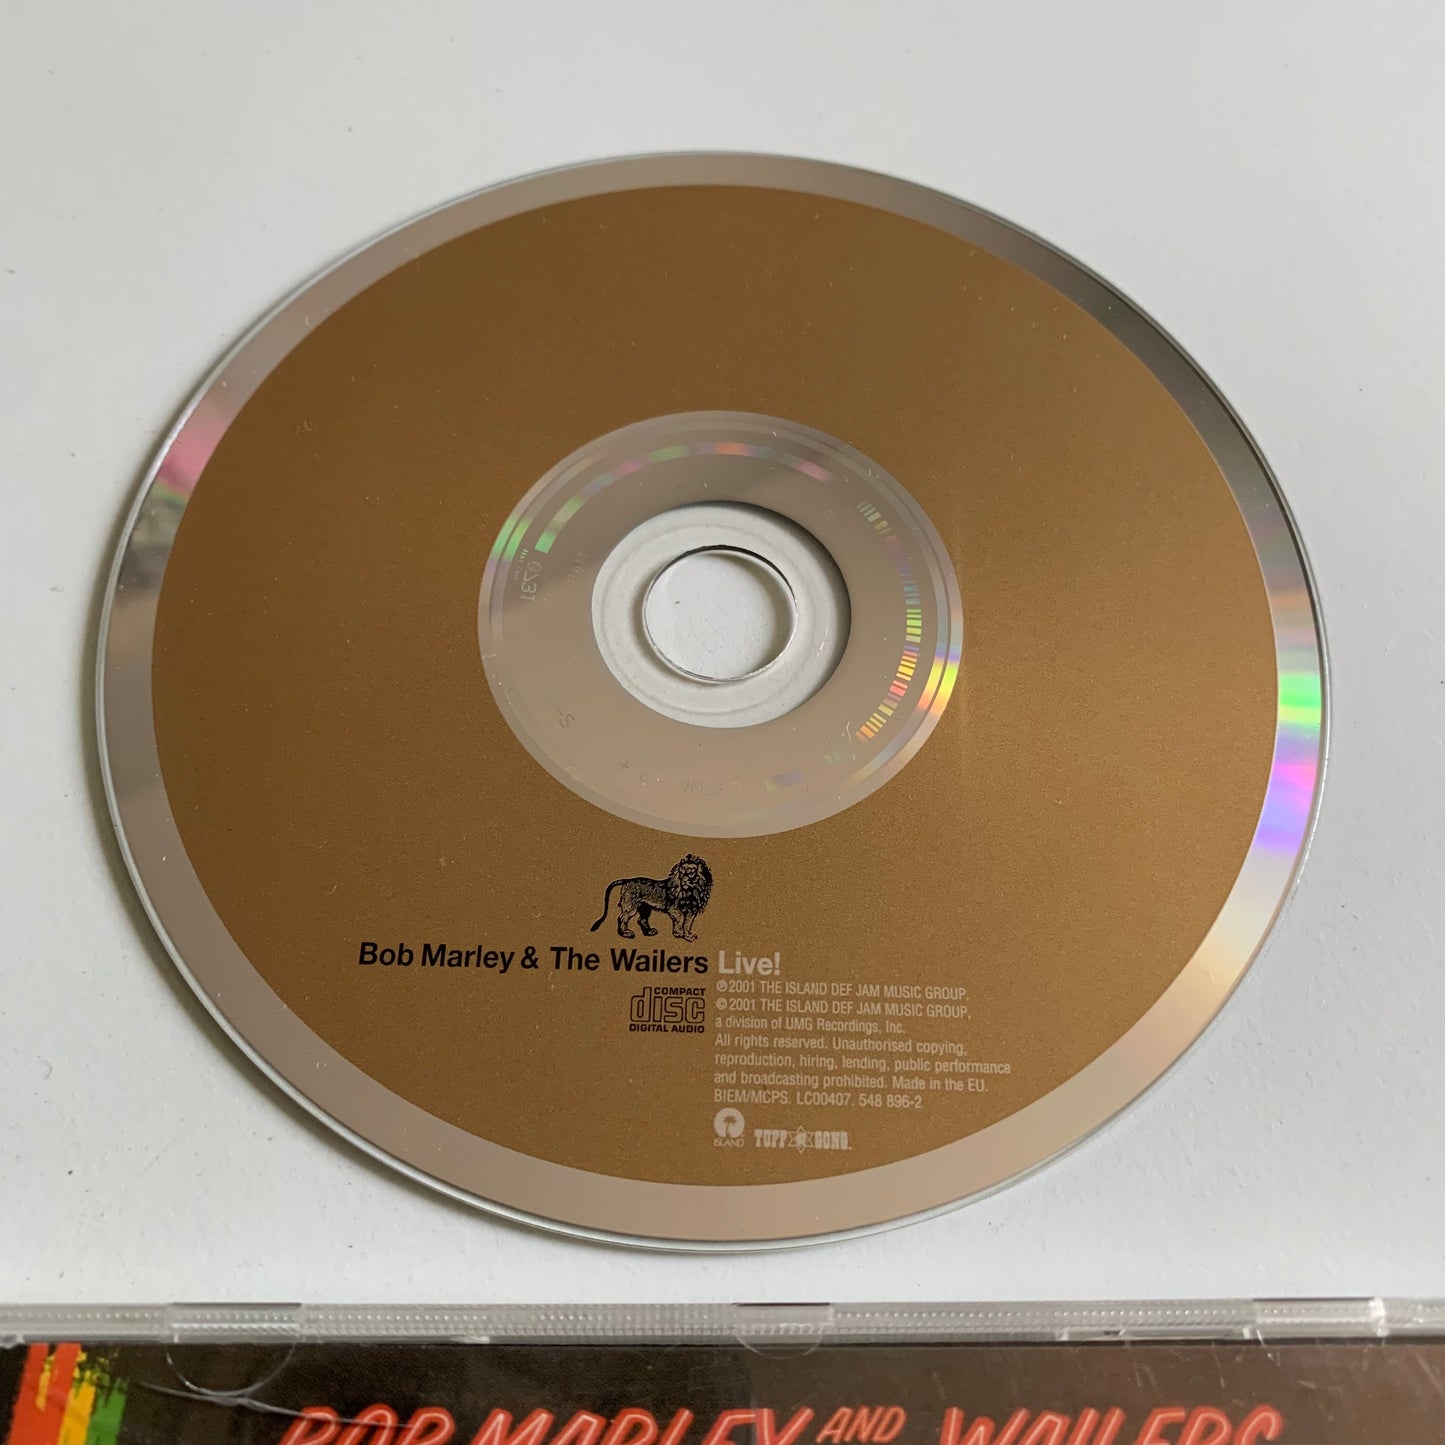 Bob Marley & The Wailers Live!
COMPACT
disc
DIGITAL AUDIO
℗2001 THE ISLAND DEF JAM MUSIC GROUP.
©2001 THE ISLAND DEF JAM MUSIC GROUP,
a division of UMG Recordings, Inc.
All rights reserved. Unauthorised copying,
reproduction, hiring, lending, public performance
and broadcasting prohibited. Made in the EU.
BIEM/MCPS. LC00407. 548 896-2
ISLAND
TUFF GONG
BOB MARLEY AND WAILERS